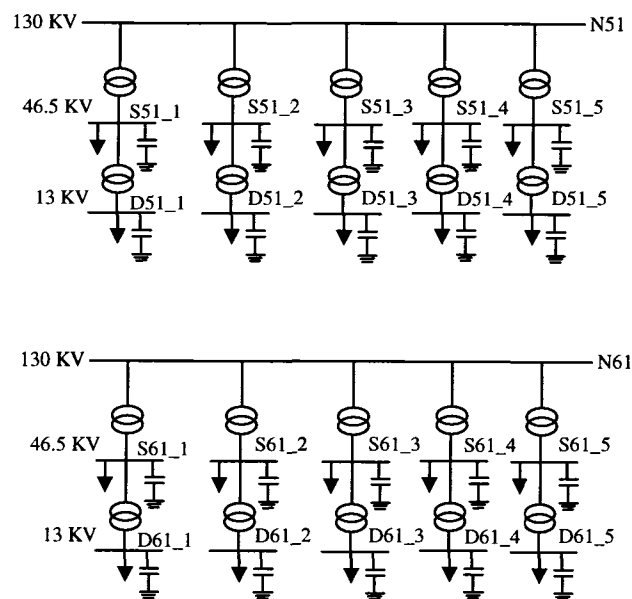 130 KV N51
S51_1 S51_2 S51_3 S51_4 S51_5
46.5 KV
13 KV D51_1 D51_2 D51_3 D51_4 D51_5
130 KV N61
S61_1 S61_2 S61_3 S61_4 S61_5
46.5 KV
13 KV D61_1 D61_2 D61_3 D61_4 D61_5